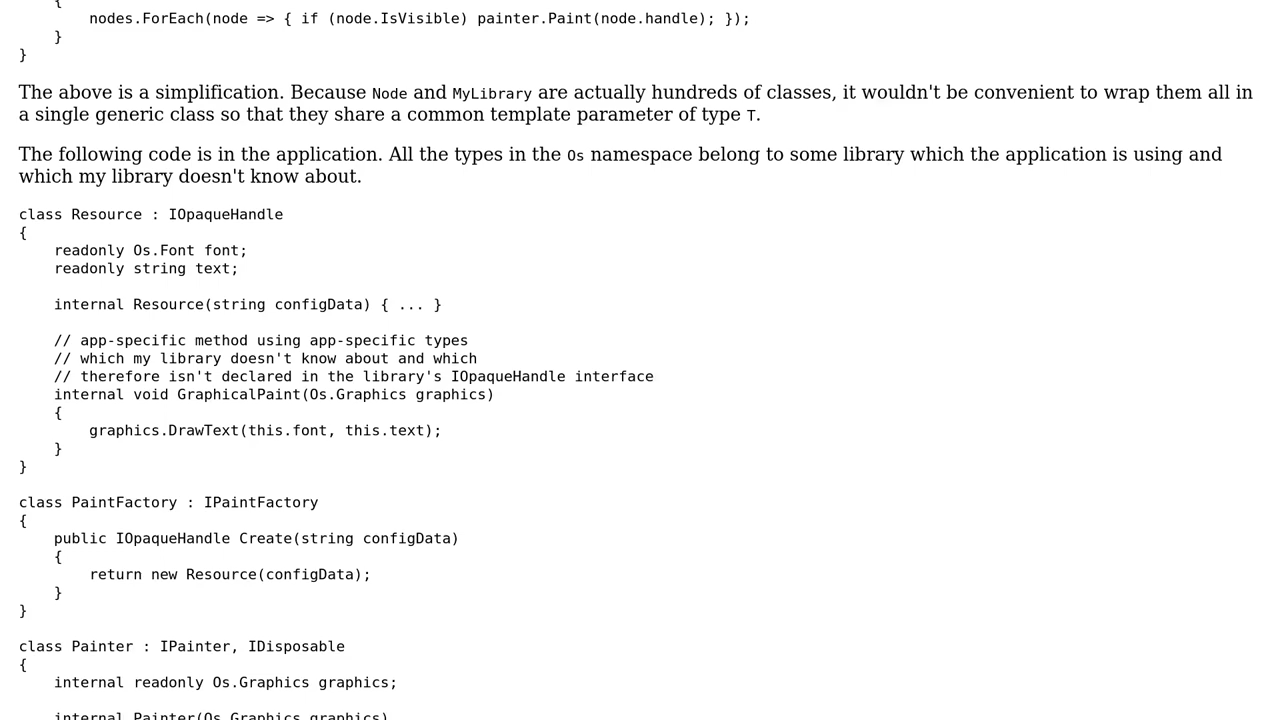 {
nodes.ForEach(node => { if (node.IsVisible) painter.Paint(node.handle); });
}
}
The above is a simplification. Because Node and MyLibrary are actually hundreds of classes, it wouldn't be convenient to wrap them all in
a single generic class so that they share a common template parameter of type T.
The following code is in the application. All the types in the Os namespace belong to some library which the application is using and
which my library doesn't know about.
class Resource : IOpaqueHandle
{
readonly Os.Font font;
readonly string text;
internal Resource(string configData) { ... }
// app-specific method using app-specific types
// which my library doesn't know about and which
// therefore isn't declared in the library's IOpaqueHandle interface
internal void GraphicalPaint(Os.Graphics graphics)
{
graphics.DrawText(this.font, this.text);
}
}
class PaintFactory : IPaintFactory
{
public IOpaqueHandle Create(string configData)
{
return new Resource(configData);
}
}
class Painter : IPainter, IDisposable
{
internal readonly Os.Graphics graphics;
internal Painter(Os.Graphics graphics)